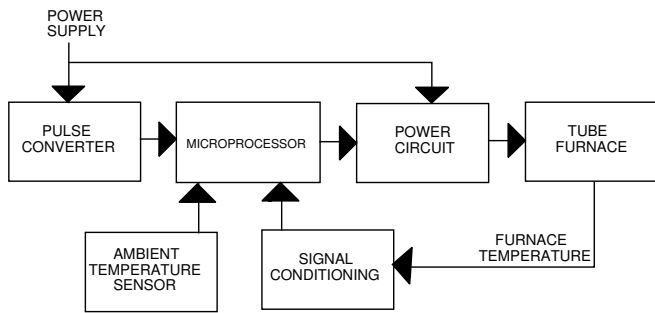 POWER
SUPPLY
PULSE
CONVERTER
MICROPROCESSOR
POWER
CIRCUIT
TUBE
FURNACE
AMBIENT
TEMPERATURE
SENSOR
SIGNAL
CONDITIONING
FURNACE
TEMPERATURE